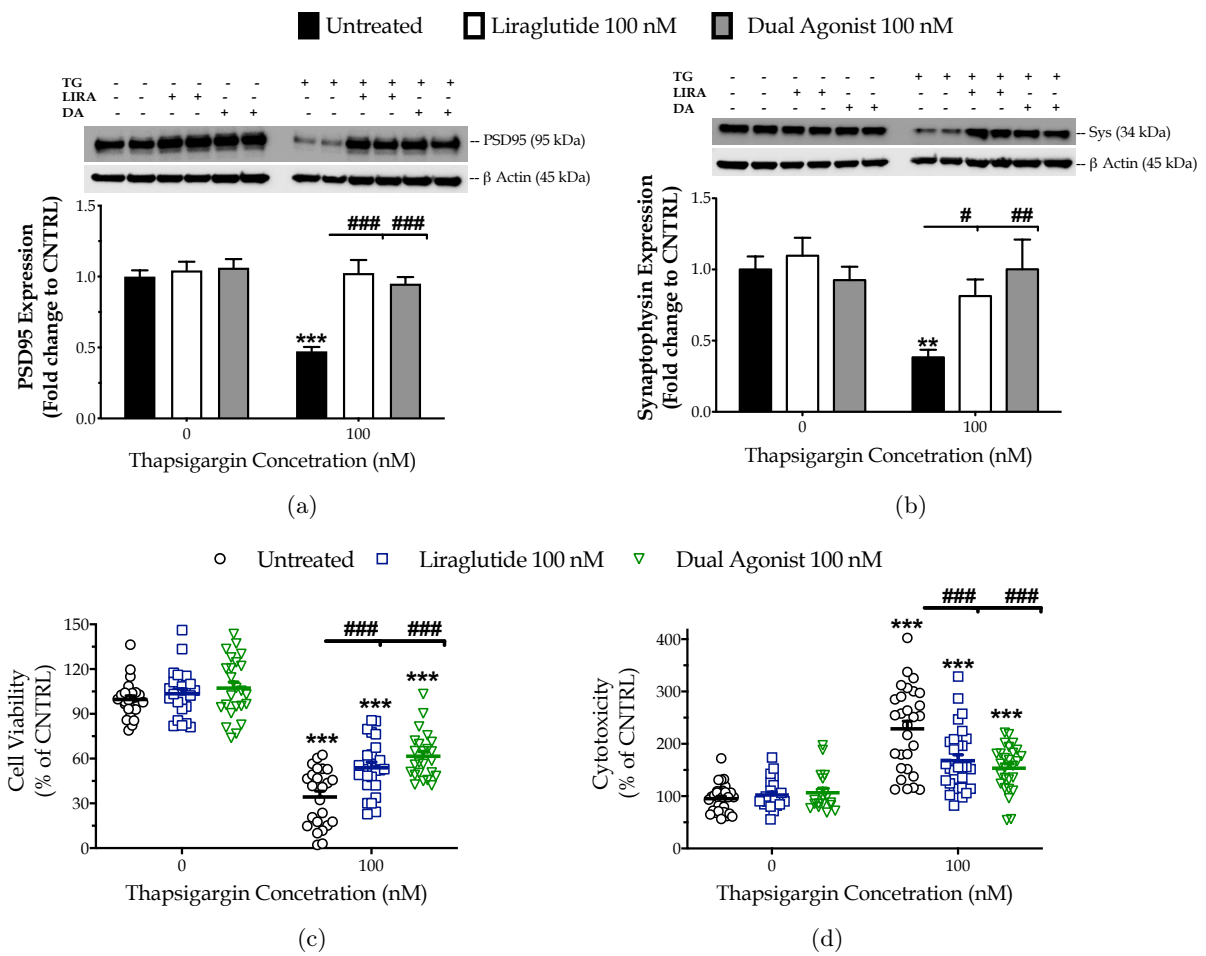 Untreated Liraglutide 100 nM Dual Agonist 100 nM
TG - - - - - - + + + + + +
LIRA - - + + - - - - + + - -
DA - - - - + + - - - - + +
-- PSD95 (95 kDa)
-- β Actin (45 kDa)
PSD95 Expression
(Fold change to CNTRL)
1.5
1.0
0.5
0.0
***
### ###
0 100
Thapsigargin Concetration (nM)
(a)
TG - - - - - - + + + + + +
LIRA - - + + - - - - + + - -
DA - - - - + + - - - - + +
-- Sys (34 kDa)
-- β Actin (45 kDa)
Synaptophysin Expression
(Fold change to CNTRL)
1.5
1.0
0.5
0.0
**
# ##
0 100
Thapsigargin Concetration (nM)
(b)
Untreated Liraglutide 100 nM Dual Agonist 100 nM
Cell Viability
(% of CNTRL)
150
120
90
60
30
0
### ###
***
***
***
0 100
Thapsigargin Concetration (nM)
(c)
Cytotoxicity
(% of CNTRL)
400
300
200
100
0
### ###
***
***
***
0 100
Thapsigargin Concetration (nM)
(d)